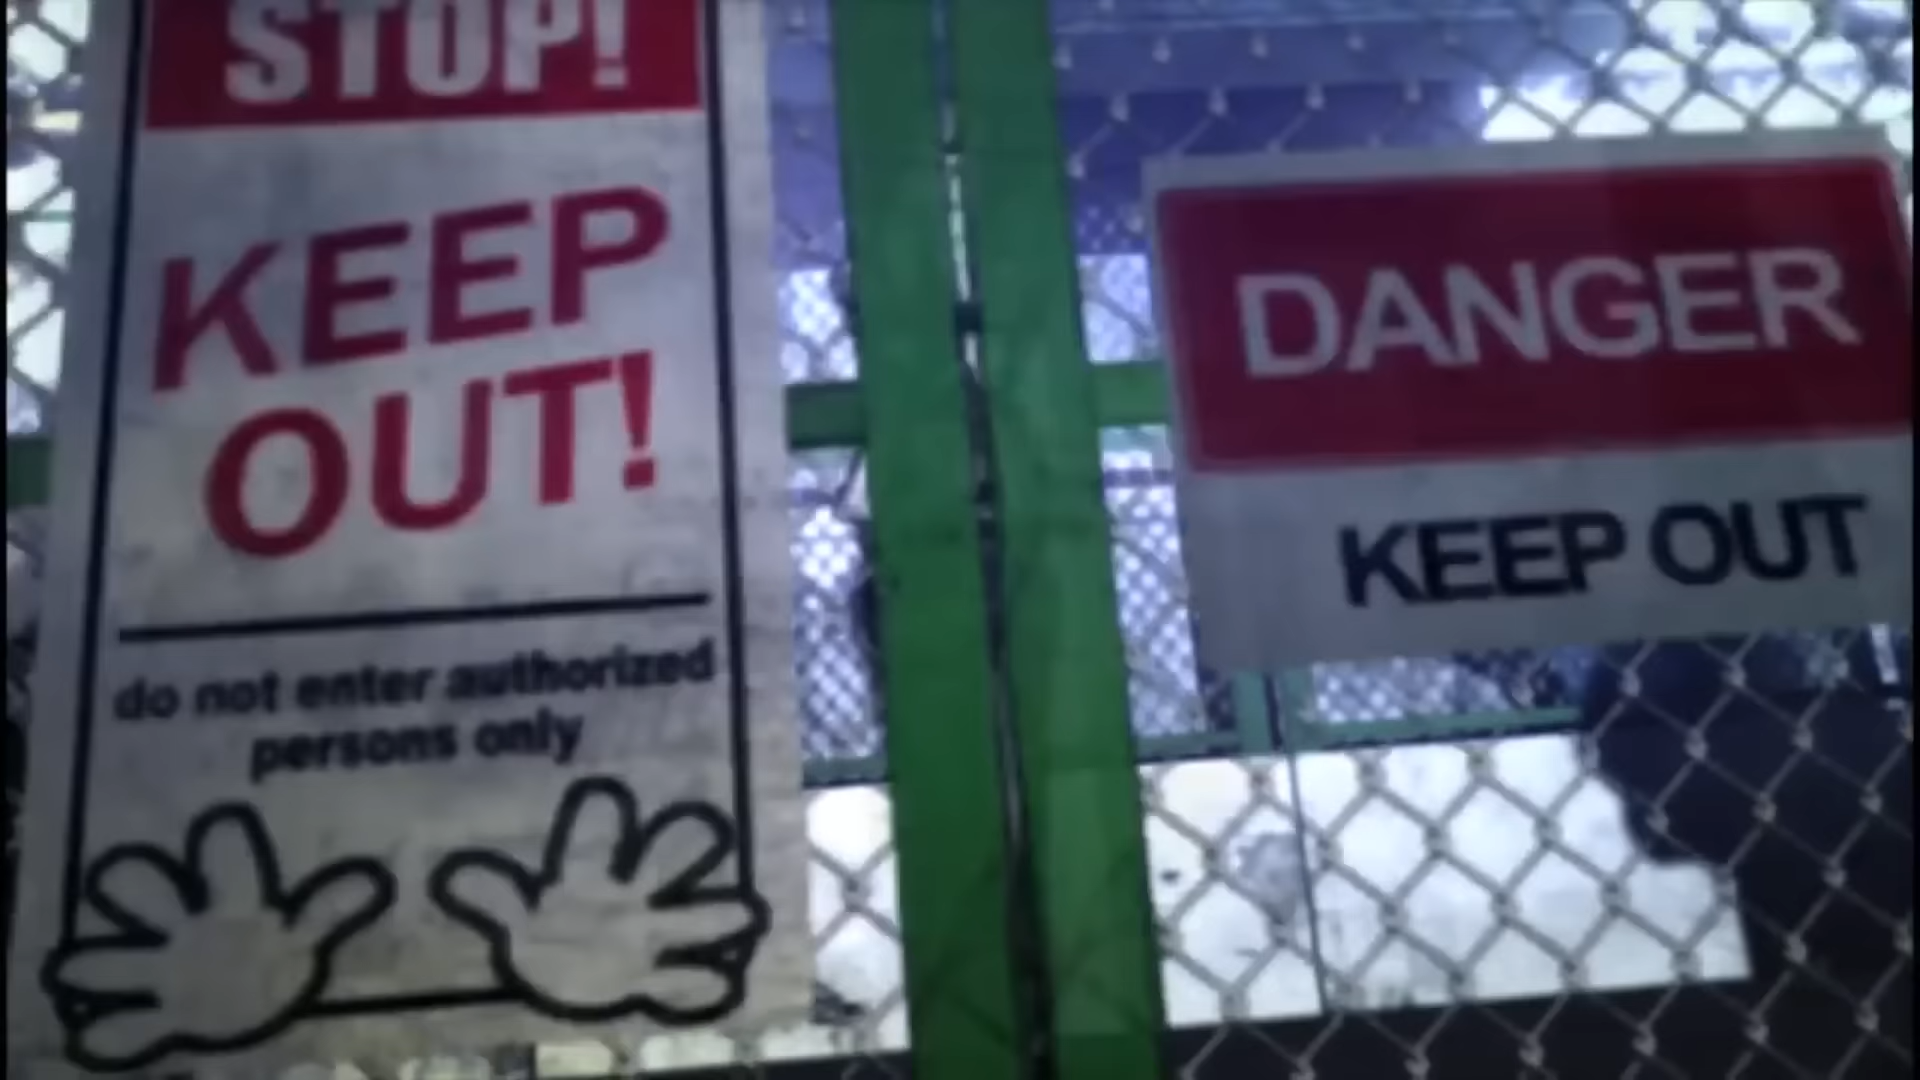 STOP!
KEEP
OUT!
do not enter authorized
persons only
DANGER
KEEP OUT